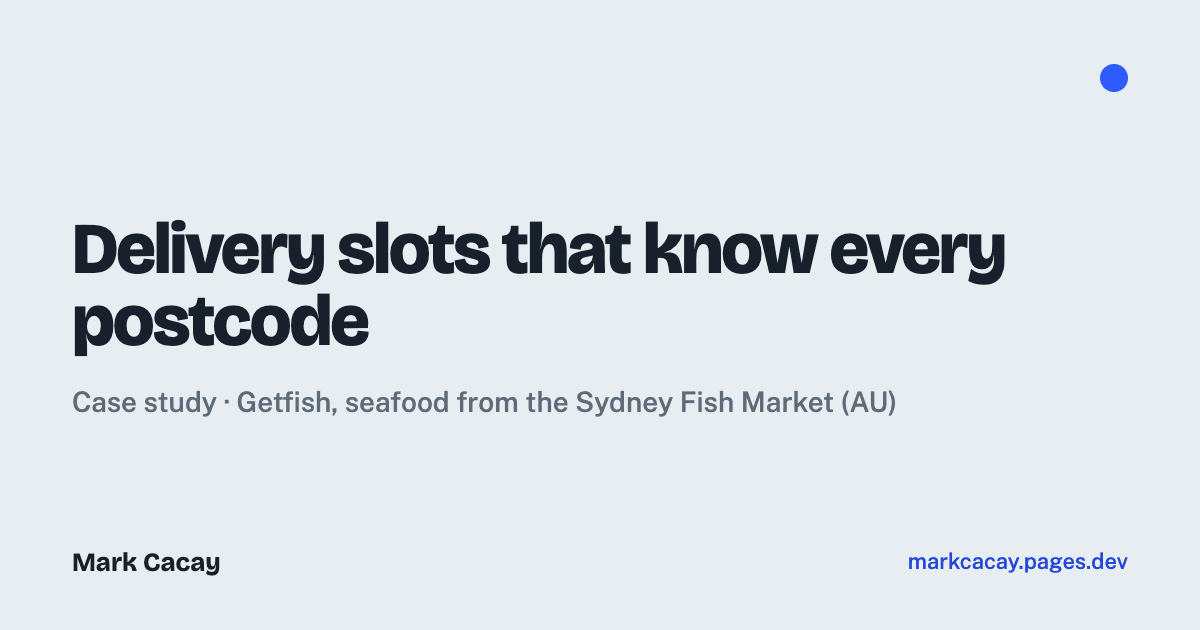 Delivery slots that know every
postcode
Case study · Getfish, seafood from the Sydney Fish Market (AU)
Mark Cacay
markcacay.pages.dev